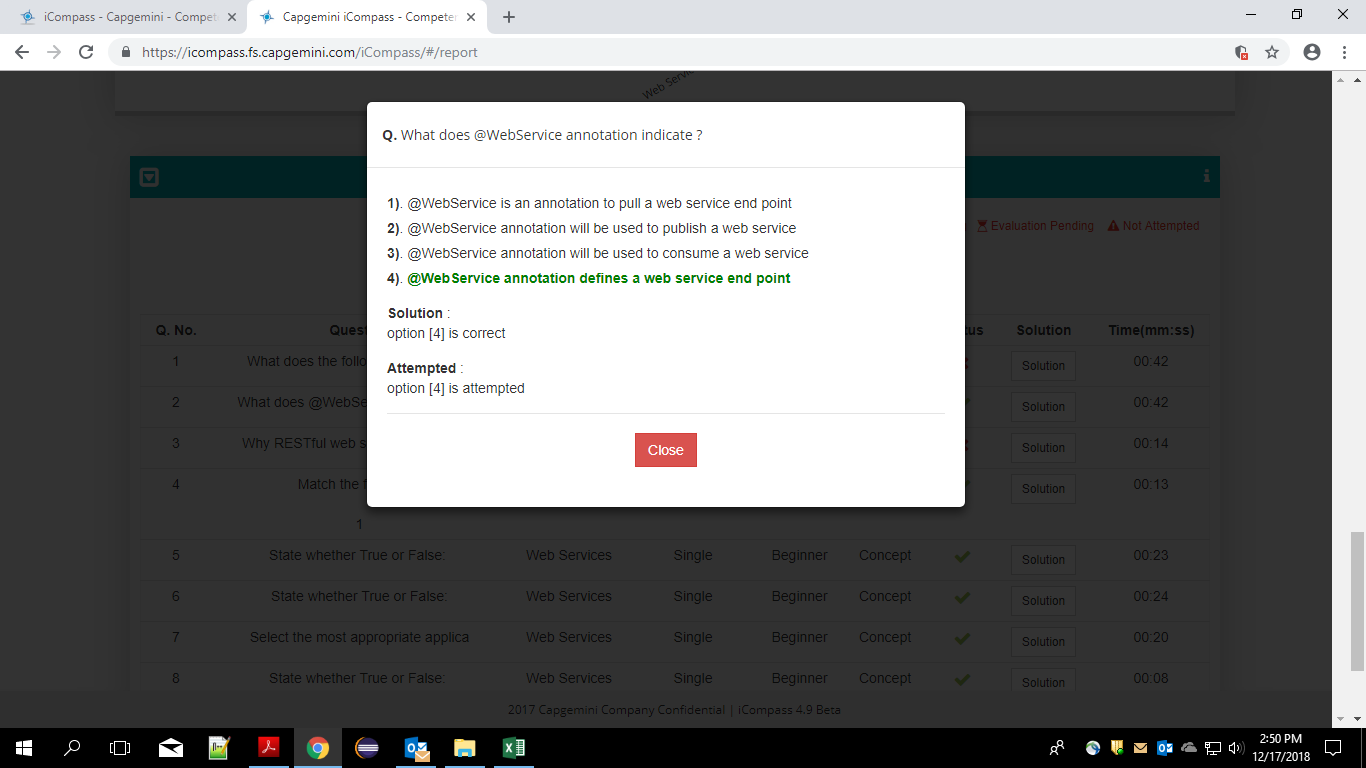 iCompass - Capgemini - Compet
Capgemini iCompass - Competen
https://icompass.fs.capgemini.com/iCompass/#/report
Web Servic
Q. What does @WebService annotation indicate ?
1). @WebService is an annotation to pull a web service end point
2). @WebService annotation will be used to publish a web service
3). @WebService annotation will be used to consume a web service
4). @WebService annotation defines a web service end point
Solution :
option [4] is correct
Attempted :
option [4] is attempted
Close
Evaluation Pending Not Attempted
Q. No. Quest tus Solution Time(mm:ss)
1 What does the follo Solution 00:42
2 What does @WebSe Solution 00:42
3 Why RESTful web s Solution 00:14
4 Match the f Solution 00:13
1
5 State whether True or False: Web Services Single Beginner Concept Solution 00:23
6 State whether True or False: Web Services Single Beginner Concept Solution 00:24
7 Select the most appropriate applica Web Services Single Beginner Concept Solution 00:20
8 State whether True or False: Web Services Single Beginner Concept Solution 00:08
2017 Capgemini Company Confidential | iCompass 4.9 Beta
2:50 PM
12/17/2018